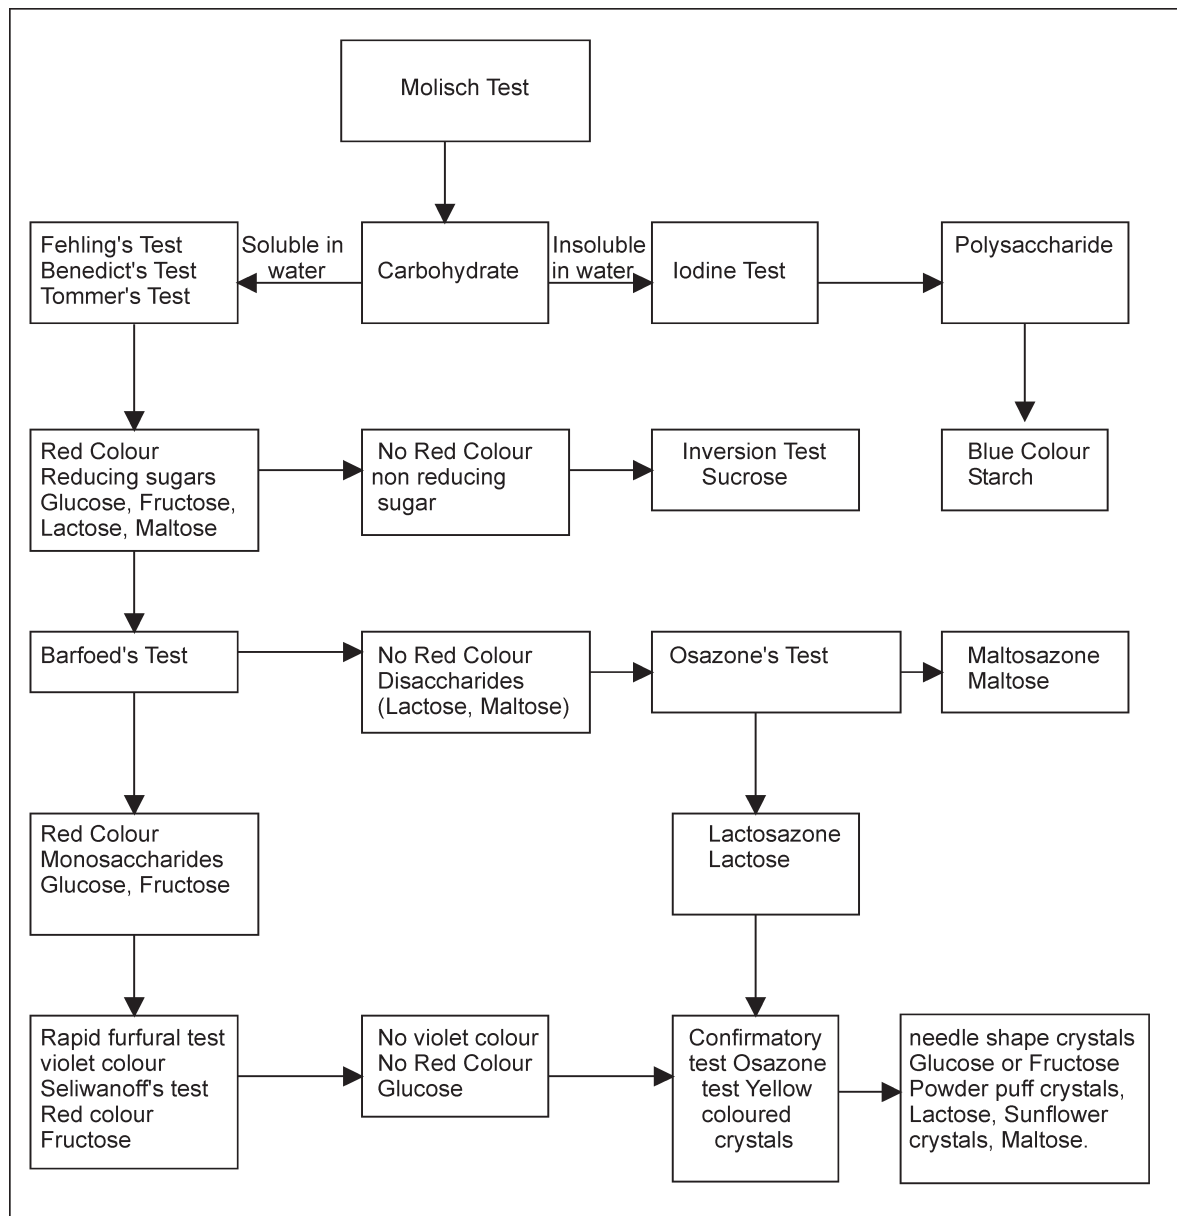 Molisch Test
Fehling's Test
Benedict's Test
Tommer's Test
Soluble in
water
Carbohydrate
Insoluble
in water
Iodine Test
Polysaccharide
Red Colour
Reducing sugars
Glucose, Fructose,
Lactose, Maltose
No Red Colour
non reducing
sugar
Inversion Test
Sucrose
Blue Colour
Starch
Barfoed's Test
No Red Colour
Disaccharides
(Lactose, Maltose)
Osazone's Test
Maltosazone
Maltose
Red Colour
Monosaccharides
Glucose, Fructose
Lactosazone
Lactose
Rapid furfural test
violet colour
Seliwanoff's test
Red colour
Fructose
No violet colour
No Red Colour
Glucose
Confirmatory
test Osazone
test Yellow
coloured
crystals
needle shape crystals
Glucose or Fructose
Powder puff crystals,
Lactose, Sunflower
crystals, Maltose.